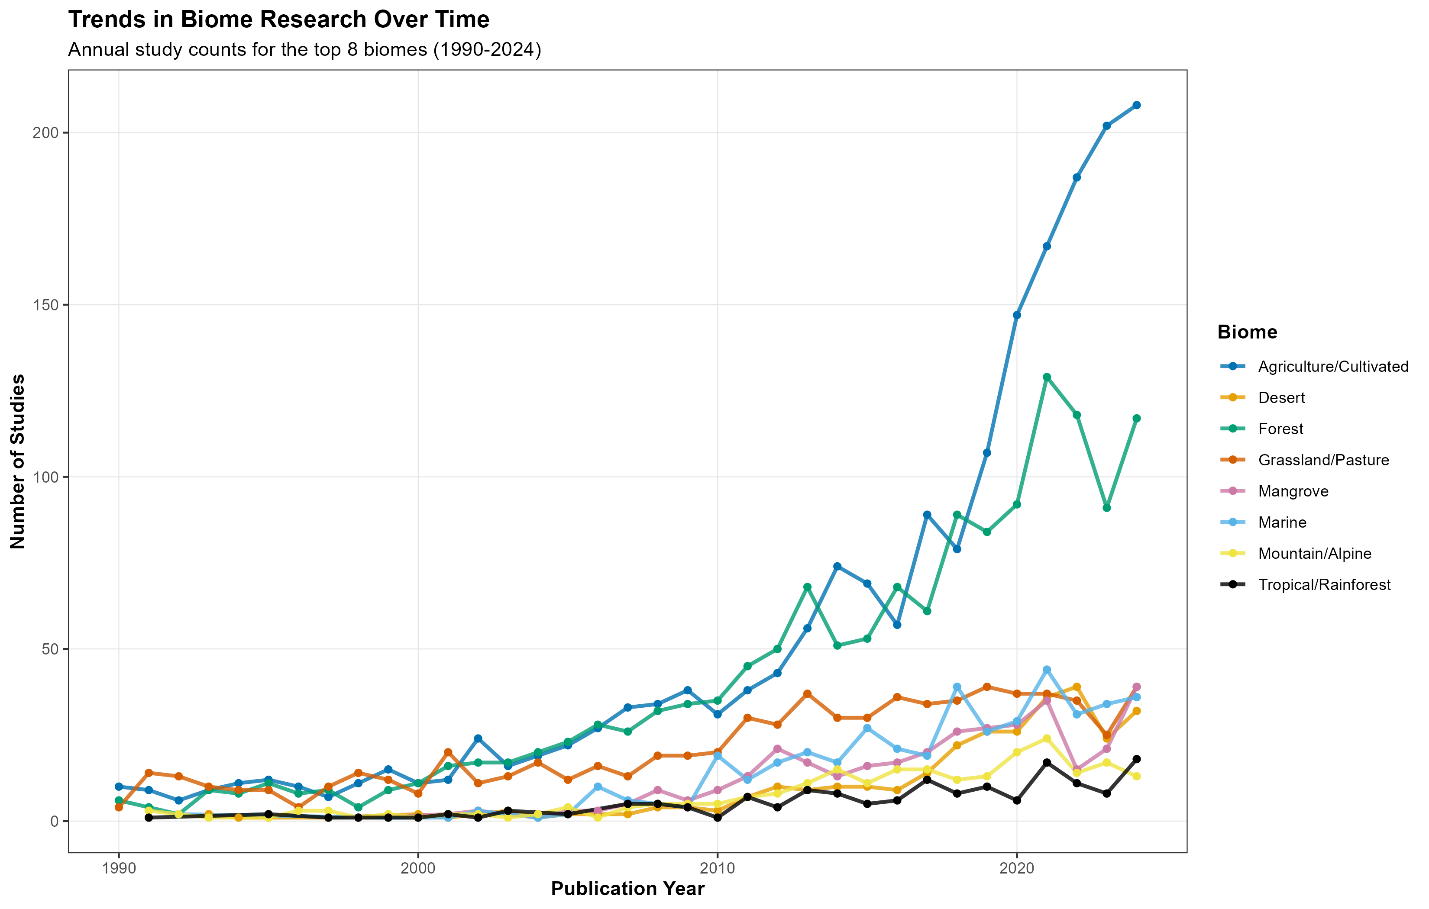 Trends in Biome Research Over Time
Annual study counts for the top 8 biomes (1990-2024)
Number of Studies
200
150
100
50
0
1990 2000 2010 2020
Publication Year
Biome
Agriculture/Cultivated
Desert
Forest
Grassland/Pasture
Mangrove
Marine
Mountain/Alpine
Tropical/Rainforest